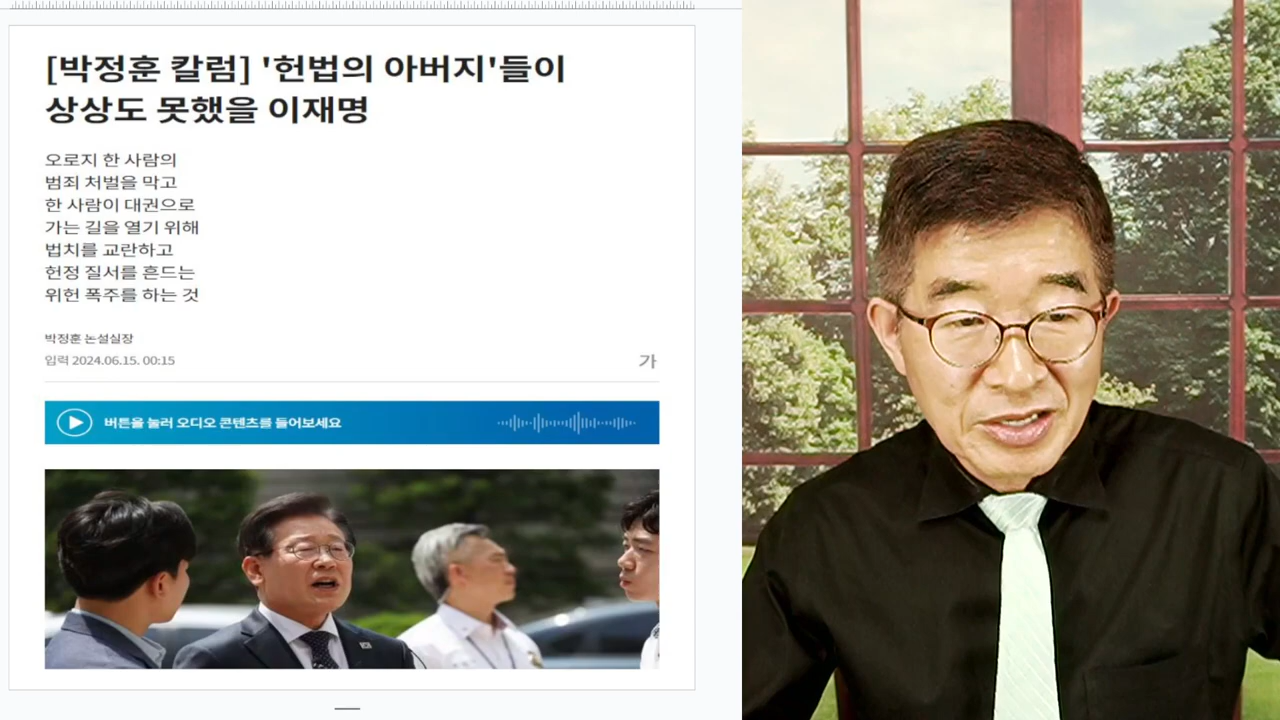 [박정훈 칼럼] '헌법의 아버지'들이
상상도 못했을 이재명
오로지 한 사람의
범죄 처벌을 막고
한 사람이 대권으로
가는 길을 열기 위해
법치를 교란하고
헌정 질서를 흔드는
위헌 폭주를 하는 것
박정훈 논설실장
입력 2024.06.15. 00:15
가
버튼을 눌러 오디오 콘텐츠를 들어보세요